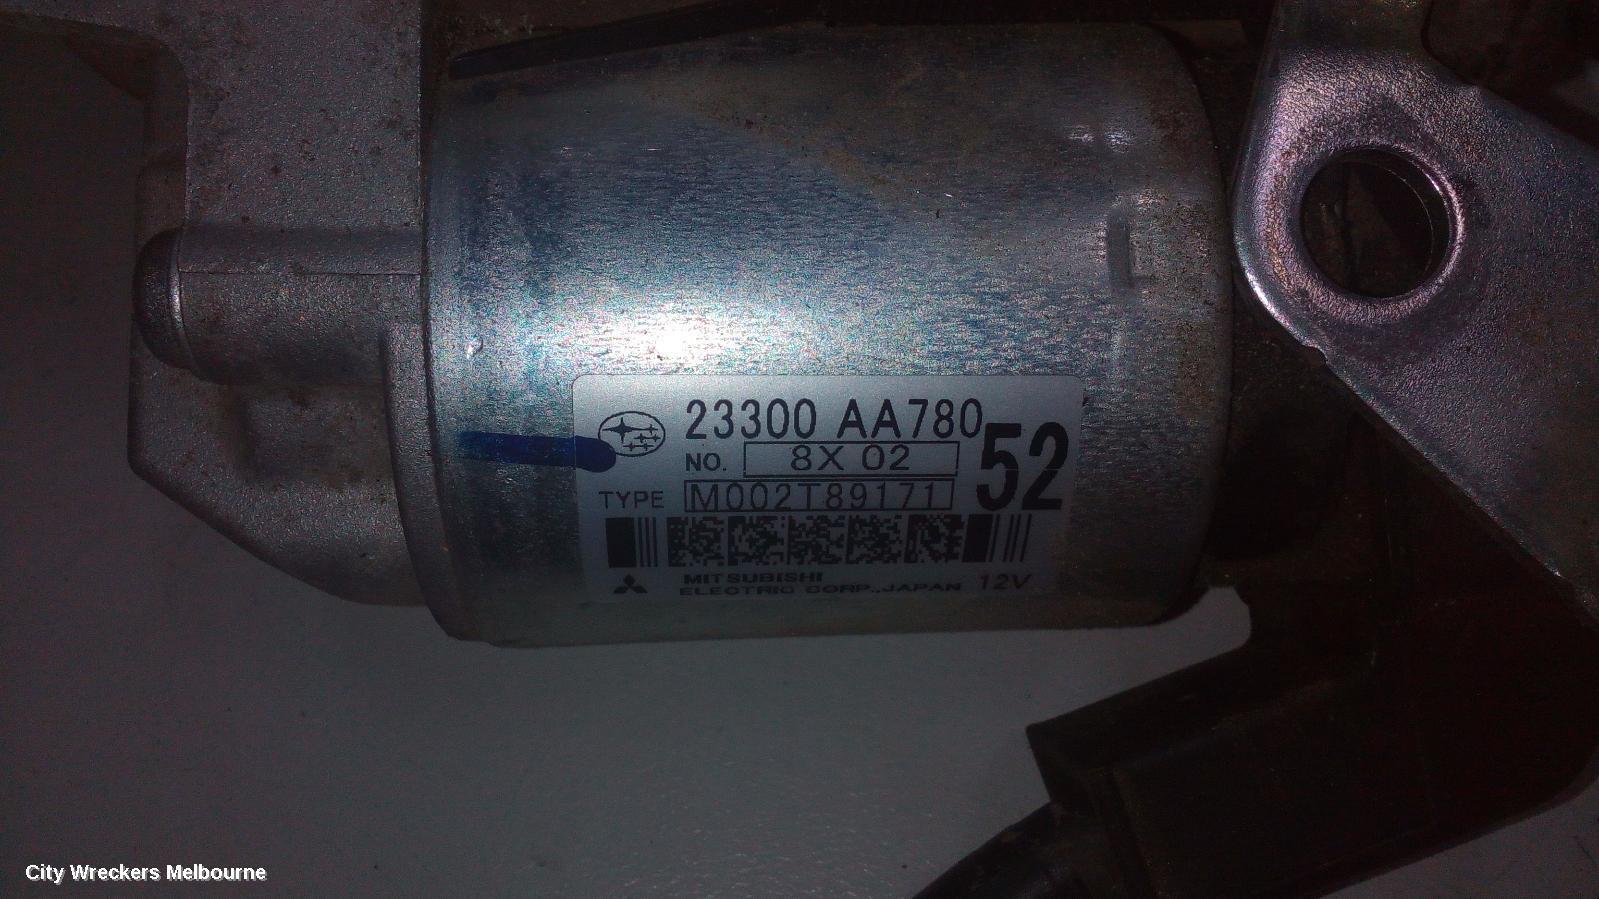 23300 AA780
52
NO. 8X 02
TYPE M002T89171
MITSUBISHI
ELECTRIC CORP.,JAPAN 12V
City Wreckers Melbourne